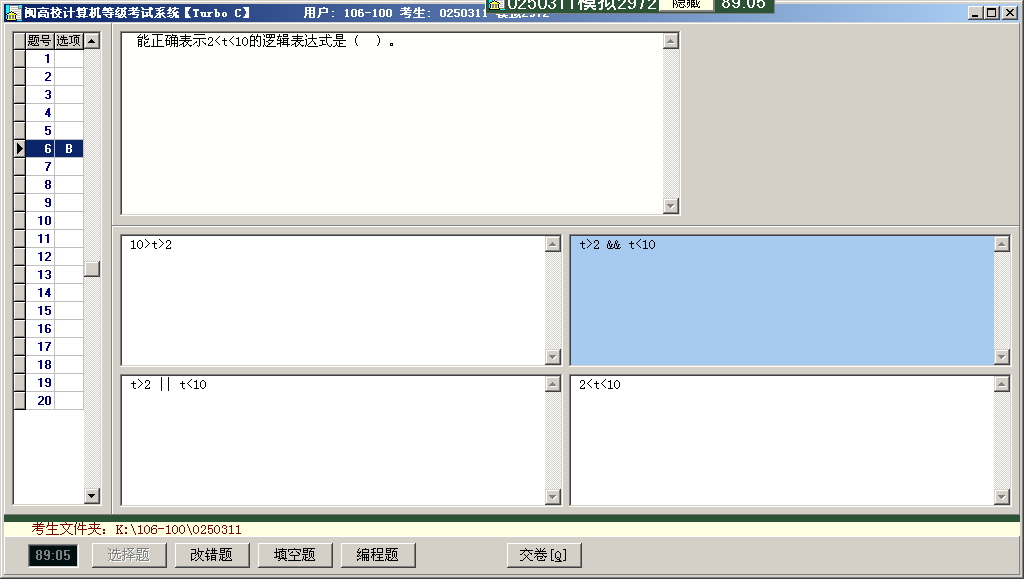 0250311模拟2972 隐藏 89:05
闽高校计算机等级考试系统【Turbo C】 用户: 106-100 考生: 0250311 模拟2972
题号 选项
能正确表示2<t<10的逻辑表达式是（ ）。
1
2
3
4
5
6 B
7
8
9
10
11
12
13
14
15
16
17
18
19
20
10>t>2
t>2 && t<10
t>2 || t<10
2<t<10
考生文件夹: K:\106-100\0250311
89:05 选择题 改错题 填空题 编程题 交卷[Q]